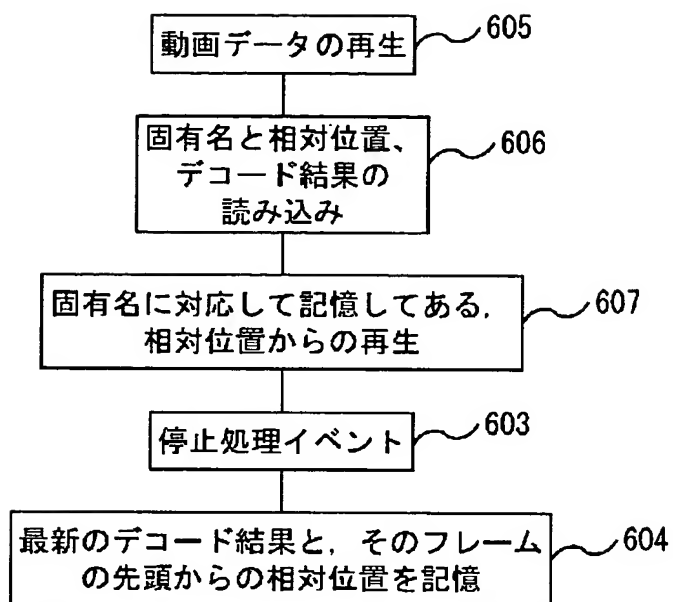 動画データの再生
605
固有名と相対位置、
デコード結果の
読み込み
606
固有名に対応して記憶してある,
相対位置からの再生
607
停止処理イベント
603
最新のデコード結果と, そのフレーム
の先頭からの相対位置を記憶
604